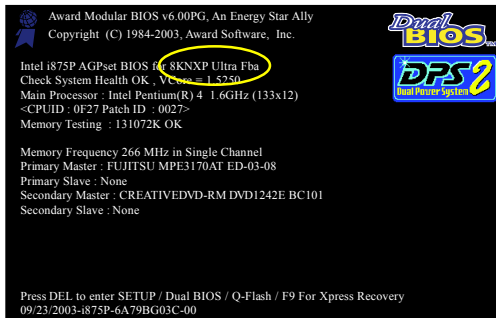 Award Modular BIOS v6.00PG, An Energy Star Ally
Copyright (C) 1984-2003, Award Software, Inc.
Dual
BIOS
TM
DPS2
Dual Power System
Intel i875P AGPset BIOS for 8KNXP Ultra Fba
Check System Health OK , VCore = 1.5250
Main Processor : Intel Pentium(R) 4 1.6GHz (133x12)
<CPUID : 0F27 Patch ID : 0027>
Memory Testing : 131072K OK
Memory Frequency 266 MHz in Single Channel
Primary Master : FUJITSU MPE3170AT ED-03-08
Primary Slave : None
Secondary Master : CREATIVEDVD-RM DVD1242E BC101
Secondary Slave : None
Press DEL to enter SETUP / Dual BIOS / Q-Flash / F9 For Xpress Recovery
09/23/2003-i875P-6A79BG03C-00